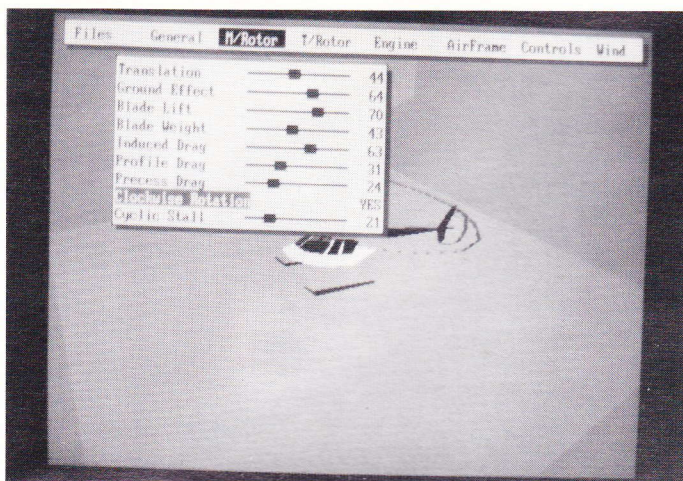 Files General M/Rotor T/Rotor Engine AirFrame Controls Wind
Translation 44
Ground Effect 64
Blade Lift 70
Blade Weight 43
Induced Drag 63
Profile Drag 31
Precess Drag 24
Clockwise Rotation YES
Cyclic Stall 21